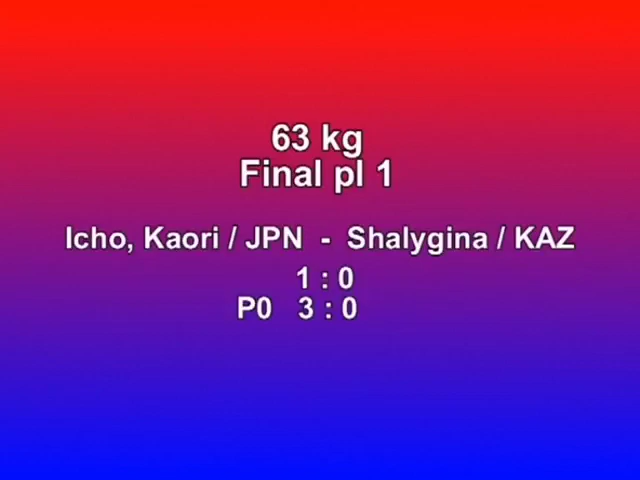 63 kg
Final pl 1
Icho, Kaori / JPN - Shalygina / KAZ
1 : 0
P0 3 : 0